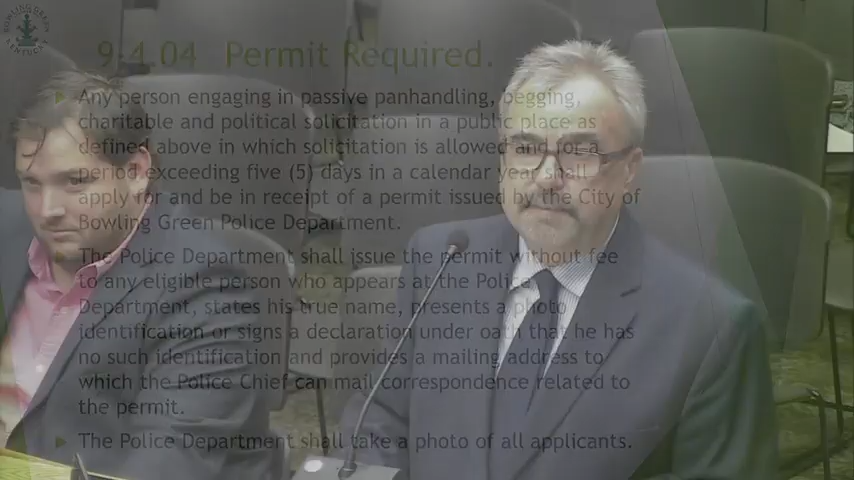 BOWLING GREEN
KENTUCKY
9-4.04 Permit Required.
Any person engaging in passive panhandling, begging,
charitable and political solicitation in a public place as
defined above in which solicitation is allowed for a
period exceeding five (5) days in a calendar year shall
apply for and be in receipt of a permit issued by the City of
Bowling Green Police Department.
The Police Department shall issue the permit without fee
to any eligible person who appears at the Police
Department, states his true name, presents a photo
identification or signs a declaration under oath that he has
no such identification and provides a mailing address to
which the Police Chief can mail correspondence related to
the permit.
The Police Department shall take a photo of all applicants.